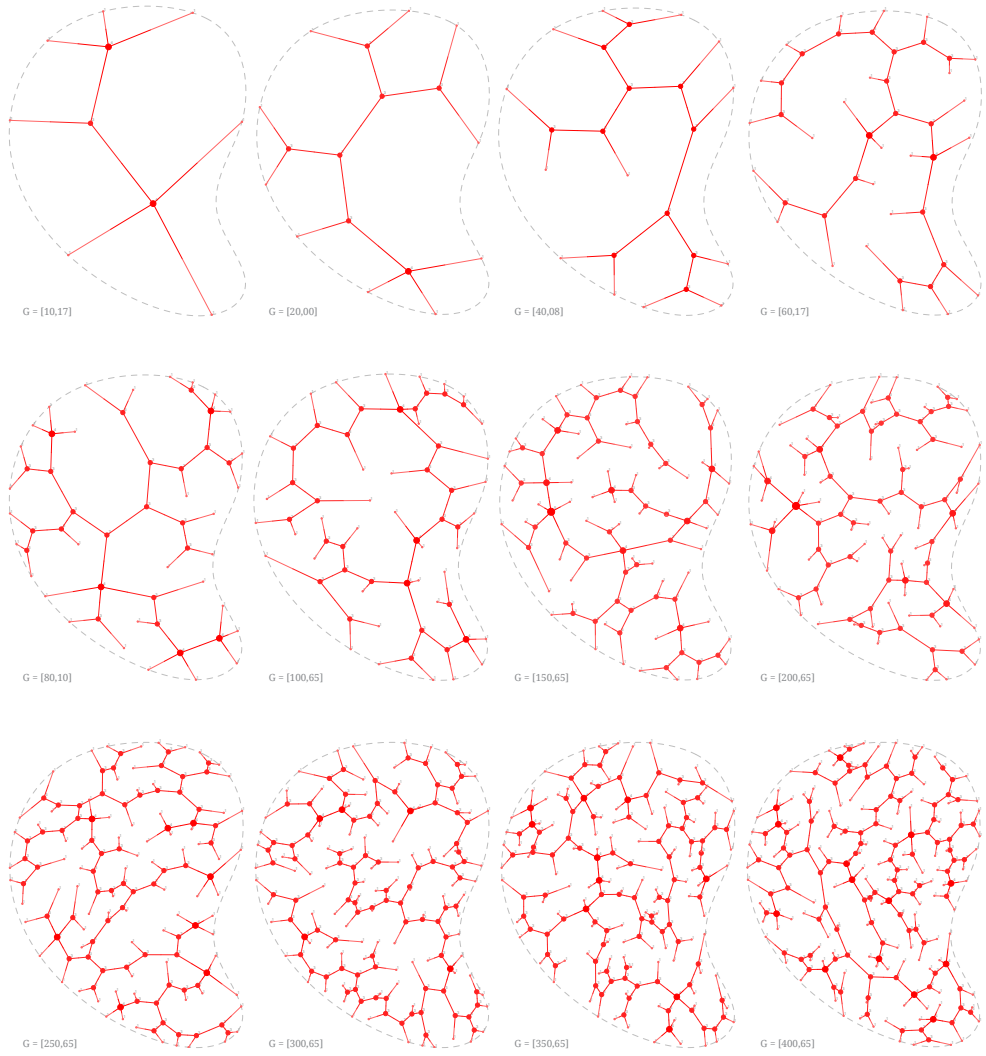 G = [10,17]
G = [20,00]
G = [40,08]
G = [60,17]
G = [80,10]
G = [100,65]
G = [150,65]
G = [200,65]
G = [250,65]
G = [300,65]
G = [350,65]
G = [400,65]